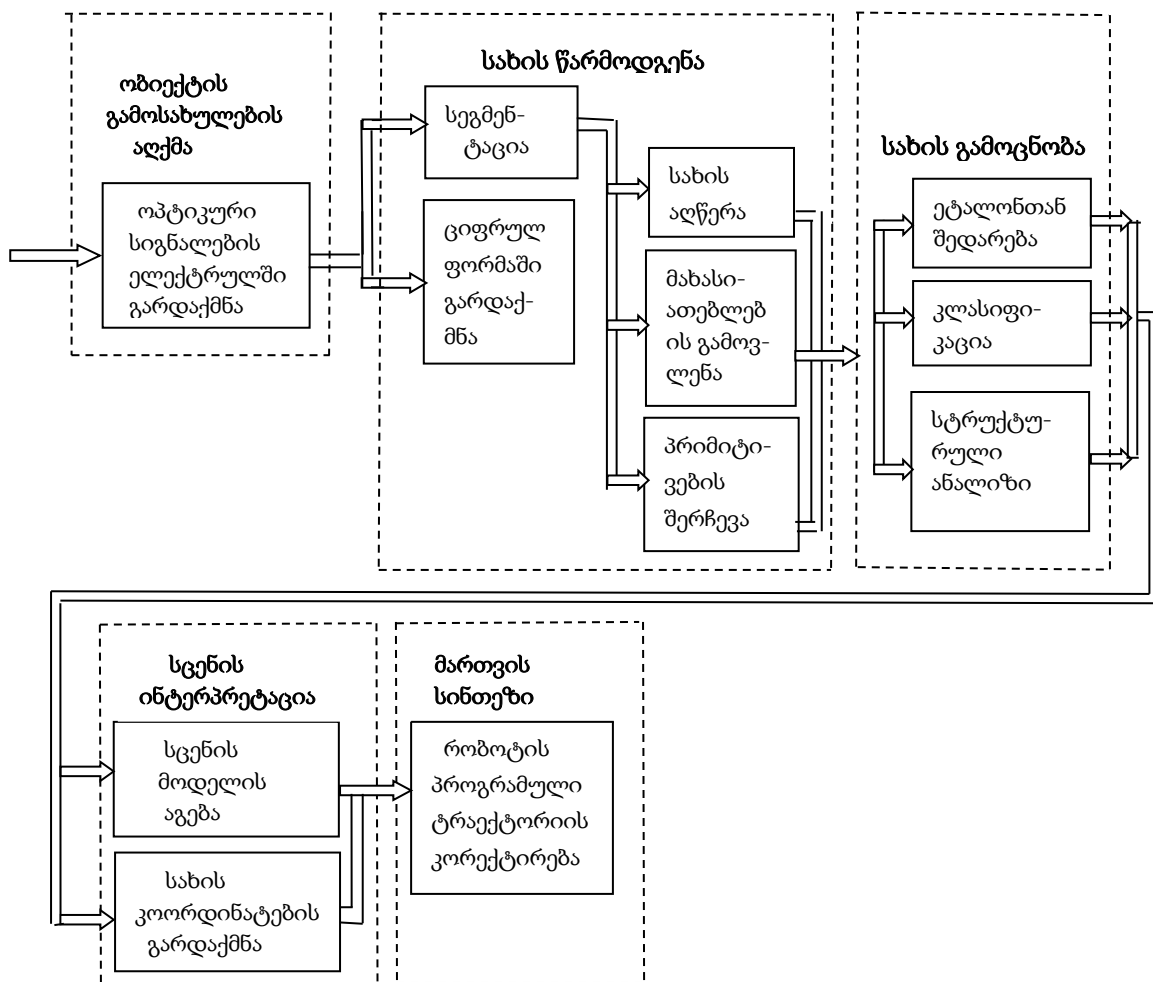 ობიექტის
გამოსახულების
აღქმა
ოპტიკური
სიგნალების
ელექტრულში
გარდაქმნა
სახის წარმოდგენა
სეგმენ-
ტაცია
ციფრულ
ფორმაში
გარდაქ-
მნა
სახის
აღწერა
მახასი-
ათებლებ
ის გამოვ-
ლენა
პრიმიტი-
ვების
შერჩევა
სახის გამოცნობა
ეტალონთან
შედარება
კლასიფი-
კაცია
სტრუქტუ-
რული
ანალიზი
სცენის
ინტერპრეტაცია
სცენის
მოდელის
აგება
სახის
კოორდინატების
გარდაქმნა
მართვის
სინთეზი
რობოტის
პროგრამული
ტრაექტორიის
კორექტირება